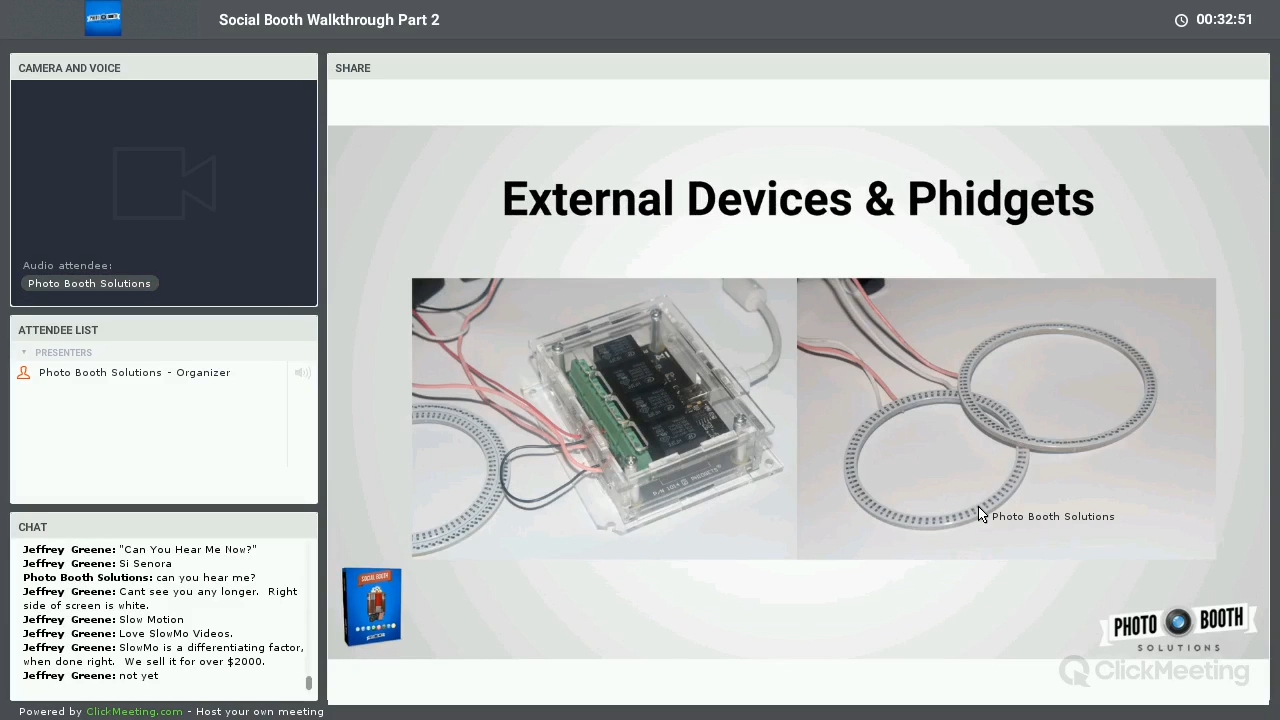 Social Booth Walkthrough Part 2
00:32:51
CAMERA AND VOICE
Audio attendee:
Photo Booth Solutions
ATTENDEE LIST
PRESENTERS
Photo Booth Solutions - Organizer
CHAT
Jeffrey Greene: "Can You Hear Me Now?"
Jeffrey Greene: Si Senora
Photo Booth Solutions: can you hear me?
Jeffrey Greene: Cant see you any longer. Right
side of screen is white.
Jeffrey Greene: Slow Motion
Jeffrey Greene: Love SlowMo Videos.
Jeffrey Greene: SlowMo is a differentiating factor,
when done right. We sell it for over $2000.
Jeffrey Greene: not yet
Powered by ClickMeeting.com - Host your own meeting
SHARE
External Devices & Phidgets
Photo Booth Solutions
SOCIAL BOOTH
PHOTO BOOTH
SOLUTIONS
ClickMeeting